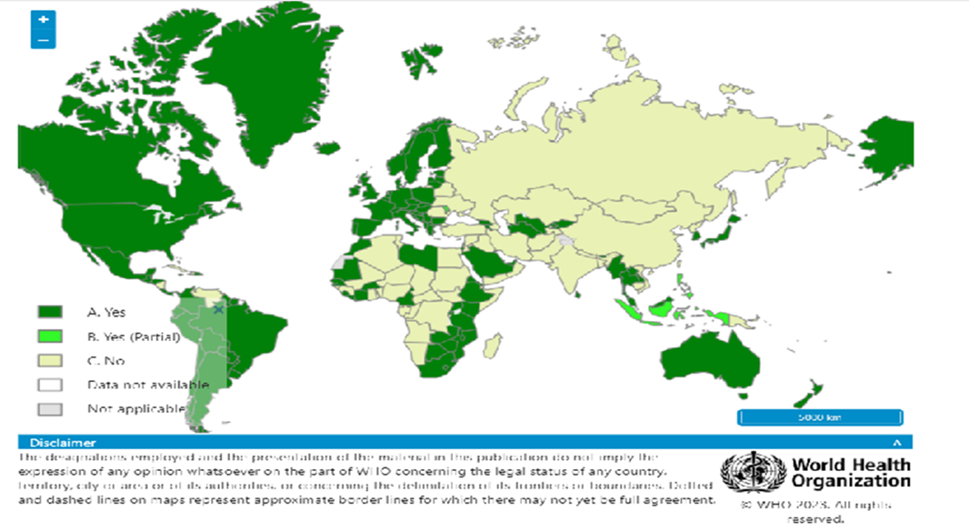 +
−
A. Yes
B. Yes (Partial)
C. No
Data not available
Not applicable
5000 km
Disclaimer
The designations employed and the presentation of the material in this publication do not imply the
expression of any opinion whatsoever on the part of WHO concerning the legal status of any country,
territory, city or area or of its authorities, or concerning the delimitation of its frontiers or boundaries. Dotted
and dashed lines on maps represent approximate border lines for which there may not yet be full agreement.
World Health
Organization
© WHO 2023. All rights
reserved.